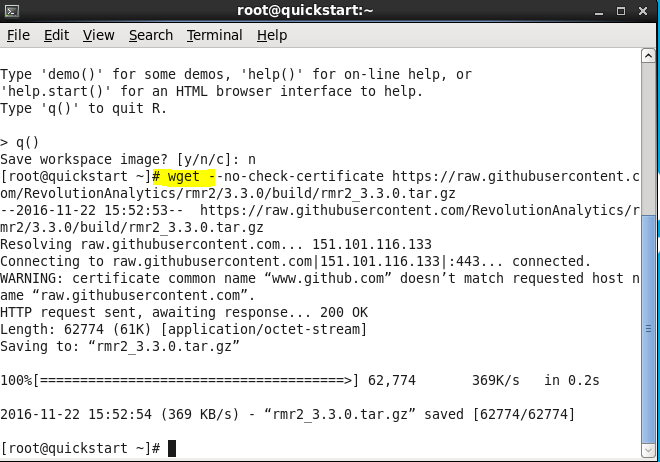 root@quickstart:~
File Edit View Search Terminal Help
Type 'demo()' for some demos, 'help()' for on-line help, or
'help.start()' for an HTML browser interface to help.
Type 'q()' to quit R.
> q()
Save workspace image? [y/n/c]: n
[root@quickstart ~]# wget --no-check-certificate https://raw.githubusercontent.c
om/RevolutionAnalytics/rmr2/3.3.0/build/rmr2_3.3.0.tar.gz
--2016-11-22 15:52:53--  https://raw.githubusercontent.com/RevolutionAnalytics/r
mr2/3.3.0/build/rmr2_3.3.0.tar.gz
Resolving raw.githubusercontent.com... 151.101.116.133
Connecting to raw.githubusercontent.com|151.101.116.133|:443... connected.
WARNING: certificate common name “www.github.com” doesn’t match requested host n
ame “raw.githubusercontent.com”.
HTTP request sent, awaiting response... 200 OK
Length: 62774 (61K) [application/octet-stream]
Saving to: “rmr2_3.3.0.tar.gz”
100%[======================================>] 62,774       369K/s   in 0.2s
2016-11-22 15:52:54 (369 KB/s) - “rmr2_3.3.0.tar.gz” saved [62774/62774]
[root@quickstart ~]#